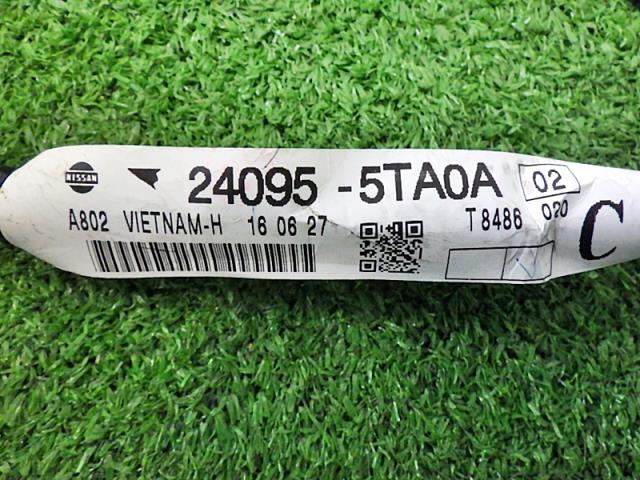 NISSAN 24095-5TA0A 02
A802 VIETNAM-H 16 06 27 T8486 020
C